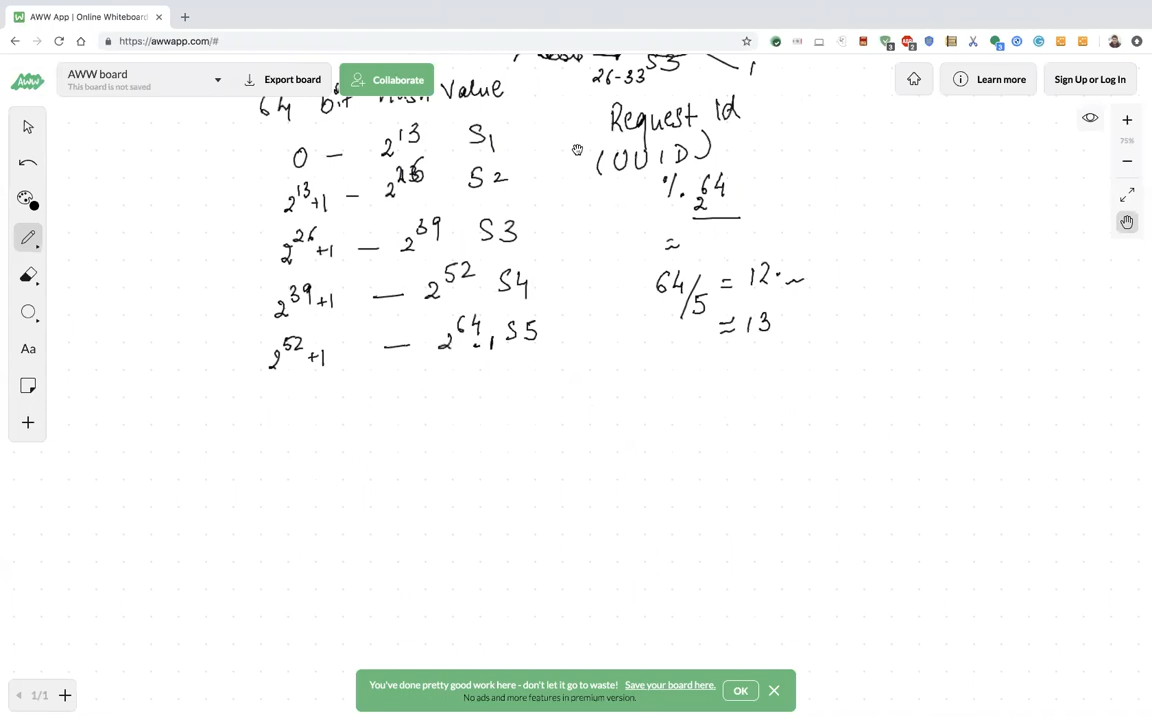 AWW App | Online Whiteboard
https://awwapp.com/#
AWW board
This board is not saved
Export board
Collaborate
Learn more
Sign Up or Log In
75%
Aa
26-33 S3
64 bit Hash Value
0 - 2^13 S1
2^13+1 - 2^26 S2
2^26+1 - 2^39 S3
2^39+1 - 2^52 S4
2^52+1 - 2^64 S5
Request Id
(UUID)
% 2^64
≈
64/5 = 12.~
≈ 13
1/1
You've done pretty good work here - don't let it go to waste! Save your board here.
No ads and more features in premium version.
OK